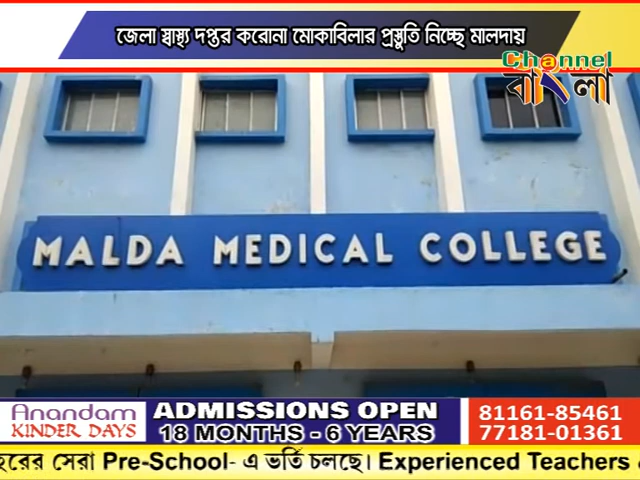 জেলা স্বাস্থ্য দপ্তর করোনা মোকাবিলার প্রস্তুতি নিচ্ছে মালদায়
Channel
বাংলা
MALDA MEDICAL COLLEGE
Anandam
KINDER DAYS
ADMISSIONS OPEN
18 MONTHS - 6 YEARS
81161-85461
77181-01361
হরের সেরা Pre-School- এ ভর্তি চলছে। Experienced Teachers